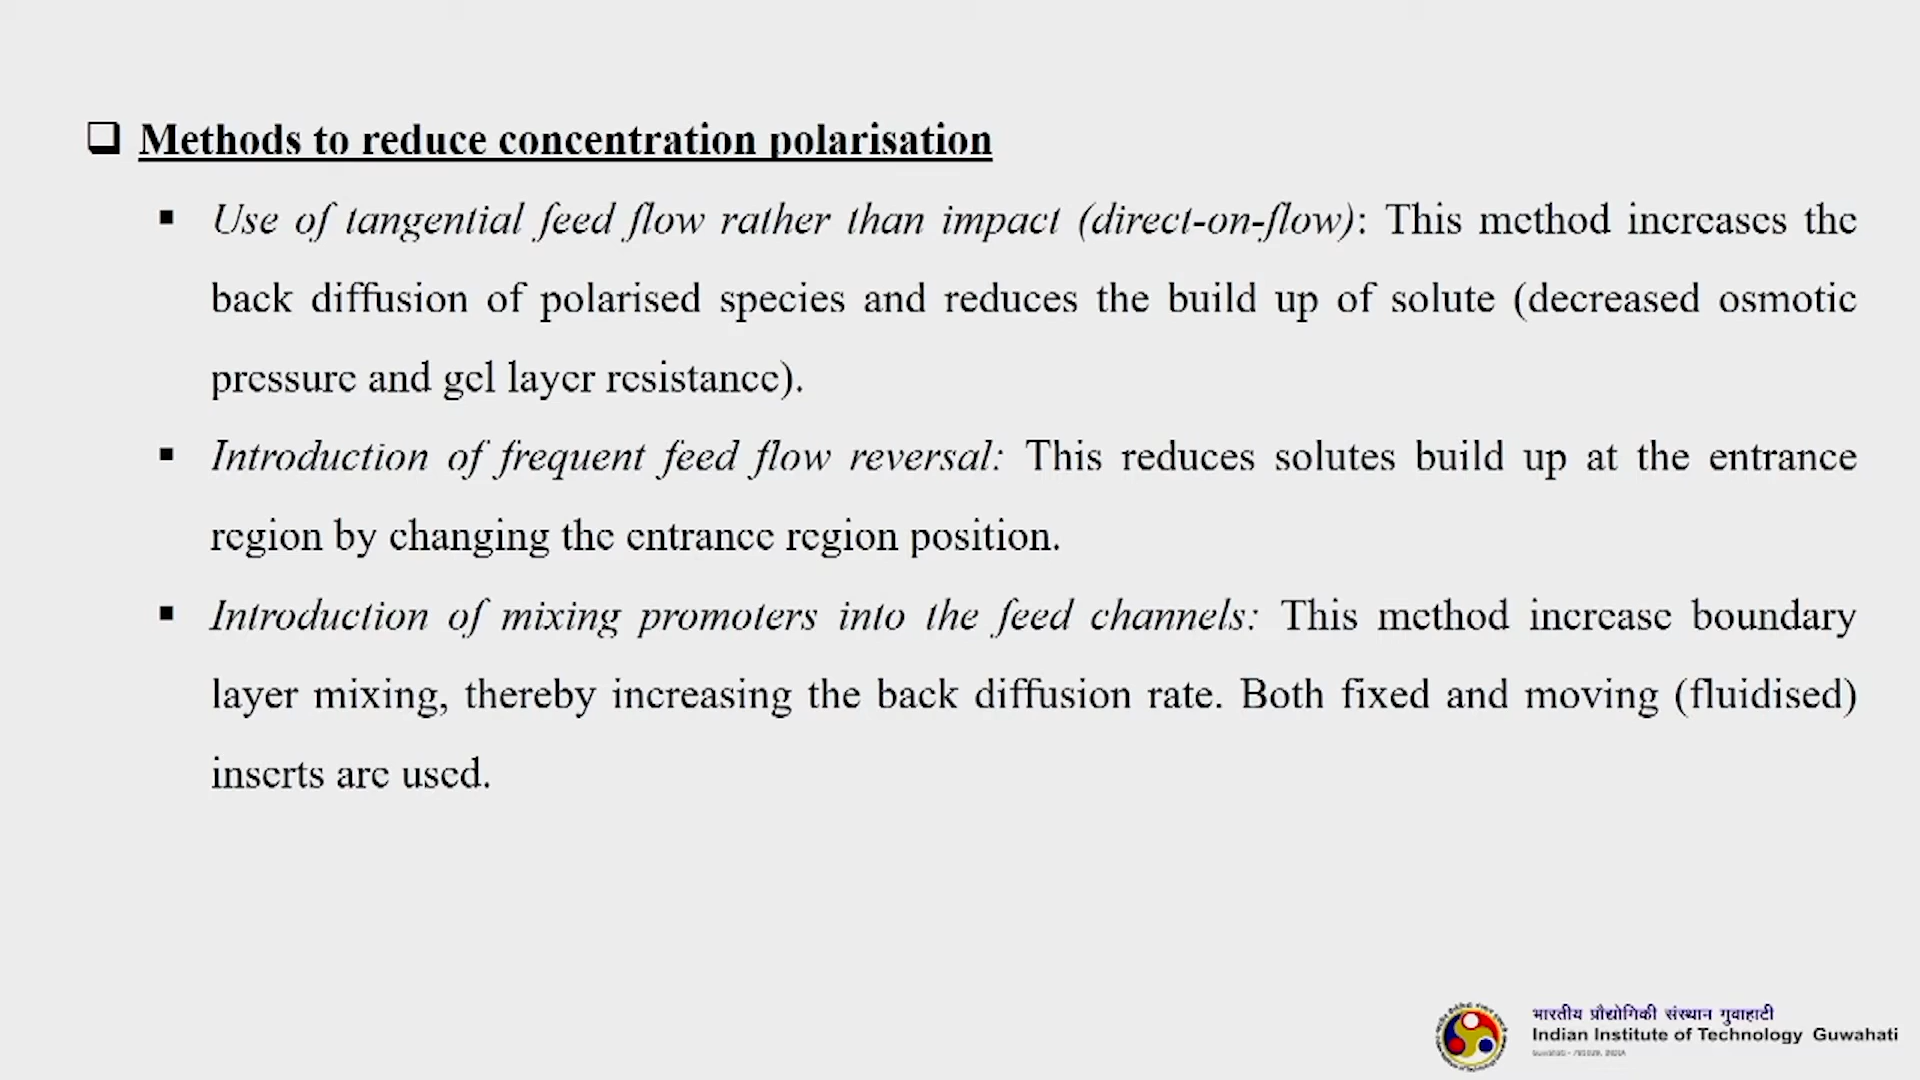 Methods to reduce concentration polarisation
Use of tangential feed flow rather than impact (direct-on-flow): This method increases the
back diffusion of polarised species and reduces the build up of solute (decreased osmotic
pressure and gel layer resistance).
Introduction of frequent feed flow reversal: This reduces solutes build up at the entrance
region by changing the entrance region position.
Introduction of mixing promoters into the feed channels: This method increase boundary
layer mixing, thereby increasing the back diffusion rate. Both fixed and moving (fluidised)
inserts are used.
भारतीय प्रौद्योगिकी संस्थान गुवाहाटी
Indian Institute of Technology Guwahati